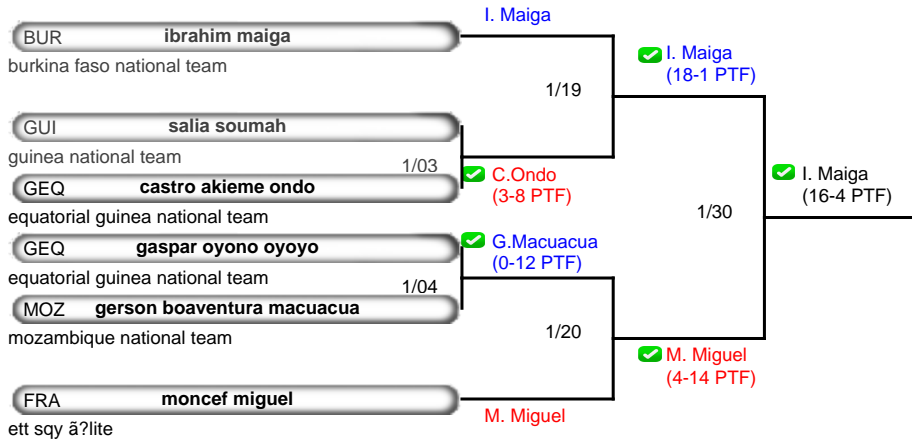 I. Maiga
BUR ibrahim maiga
burkina faso national team
I. Maiga
(18-1 PTF)
1/19
GUI salia soumah
guinea national team
1/03
GEQ castro akieme ondo
equatorial guinea national team
C.Ondo
(3-8 PTF)
I. Maiga
(16-4 PTF)
1/30
GEQ gaspar oyono oyoyo
equatorial guinea national team
G.Macuacua
(0-12 PTF)
1/04
MOZ gerson boaventura macuacua
mozambique national team
1/20
M. Miguel
(4-14 PTF)
FRA moncef miguel
ett sqy ã?lite
M. Miguel